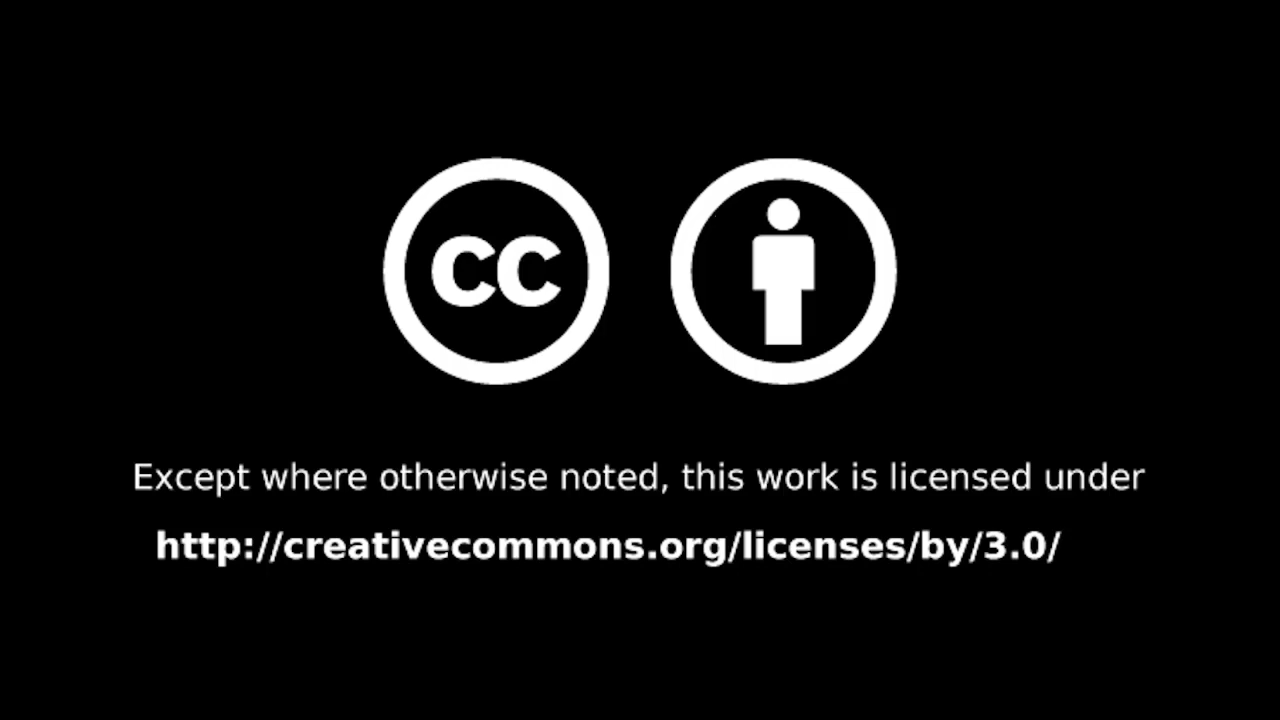 cc
Except where otherwise noted, this work is licensed under
http://creativecommons.org/licenses/by/3.0/